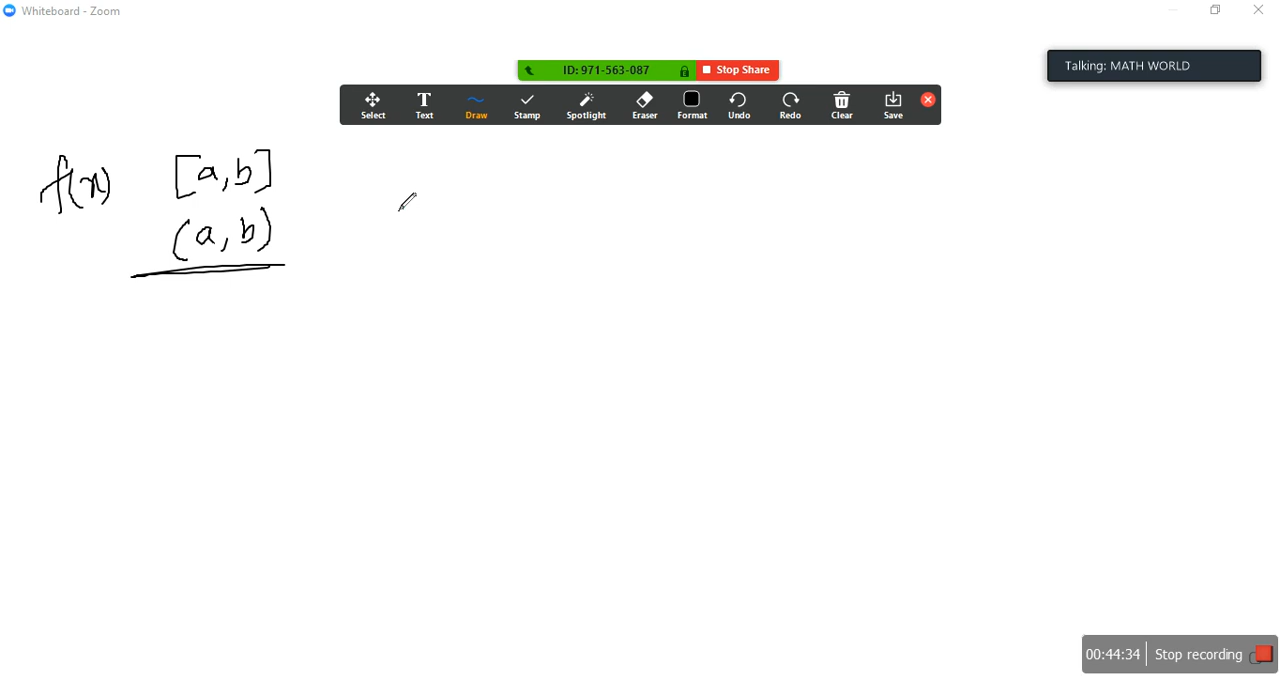 Whiteboard - Zoom
ID: 971-563-087 Stop Share
Talking: MATH WORLD
Select Text Draw Stamp Spotlight Eraser Format Undo Redo Clear Save
f(x) [a,b]
(a,b)
00:44:34 Stop recording